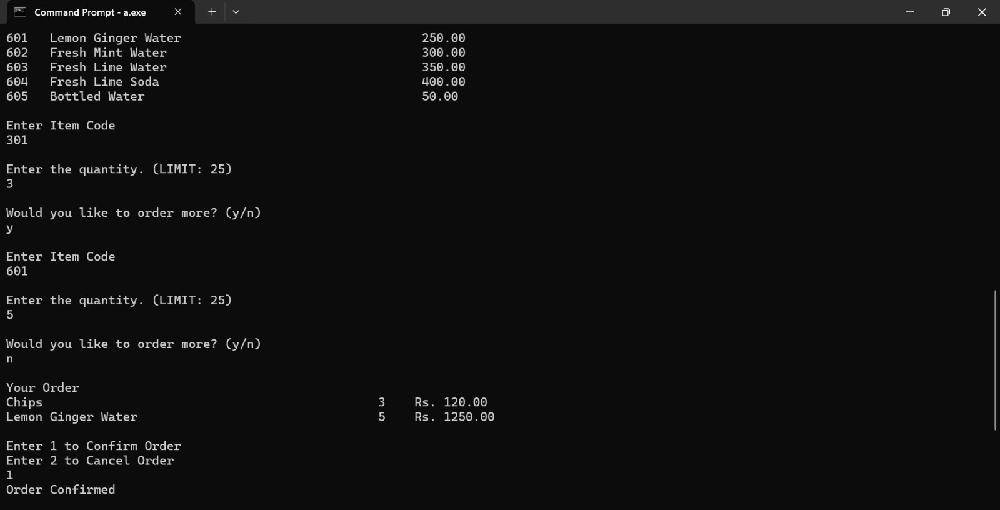 Command Prompt - a.exe
601 Lemon Ginger Water 250.00
602 Fresh Mint Water 300.00
603 Fresh Lime Water 350.00
604 Fresh Lime Soda 400.00
605 Bottled Water 50.00
Enter Item Code
301
Enter the quantity. (LIMIT: 25)
3
Would you like to order more? (y/n)
y
Enter Item Code
601
Enter the quantity. (LIMIT: 25)
5
Would you like to order more? (y/n)
n
Your Order
Chips 3 Rs. 120.00
Lemon Ginger Water 5 Rs. 1250.00
Enter 1 to Confirm Order
Enter 2 to Cancel Order
1
Order Confirmed